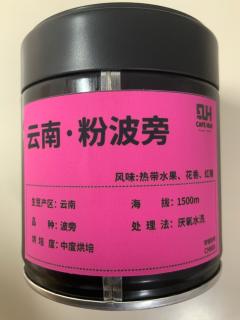 云南·粉波旁
风味:热带水果、花香、红糖
生豆产区:云南
海 拔:1500m
品 种:波旁
处 理 法:厌氧水洗
烘 焙 度:中度烘焙